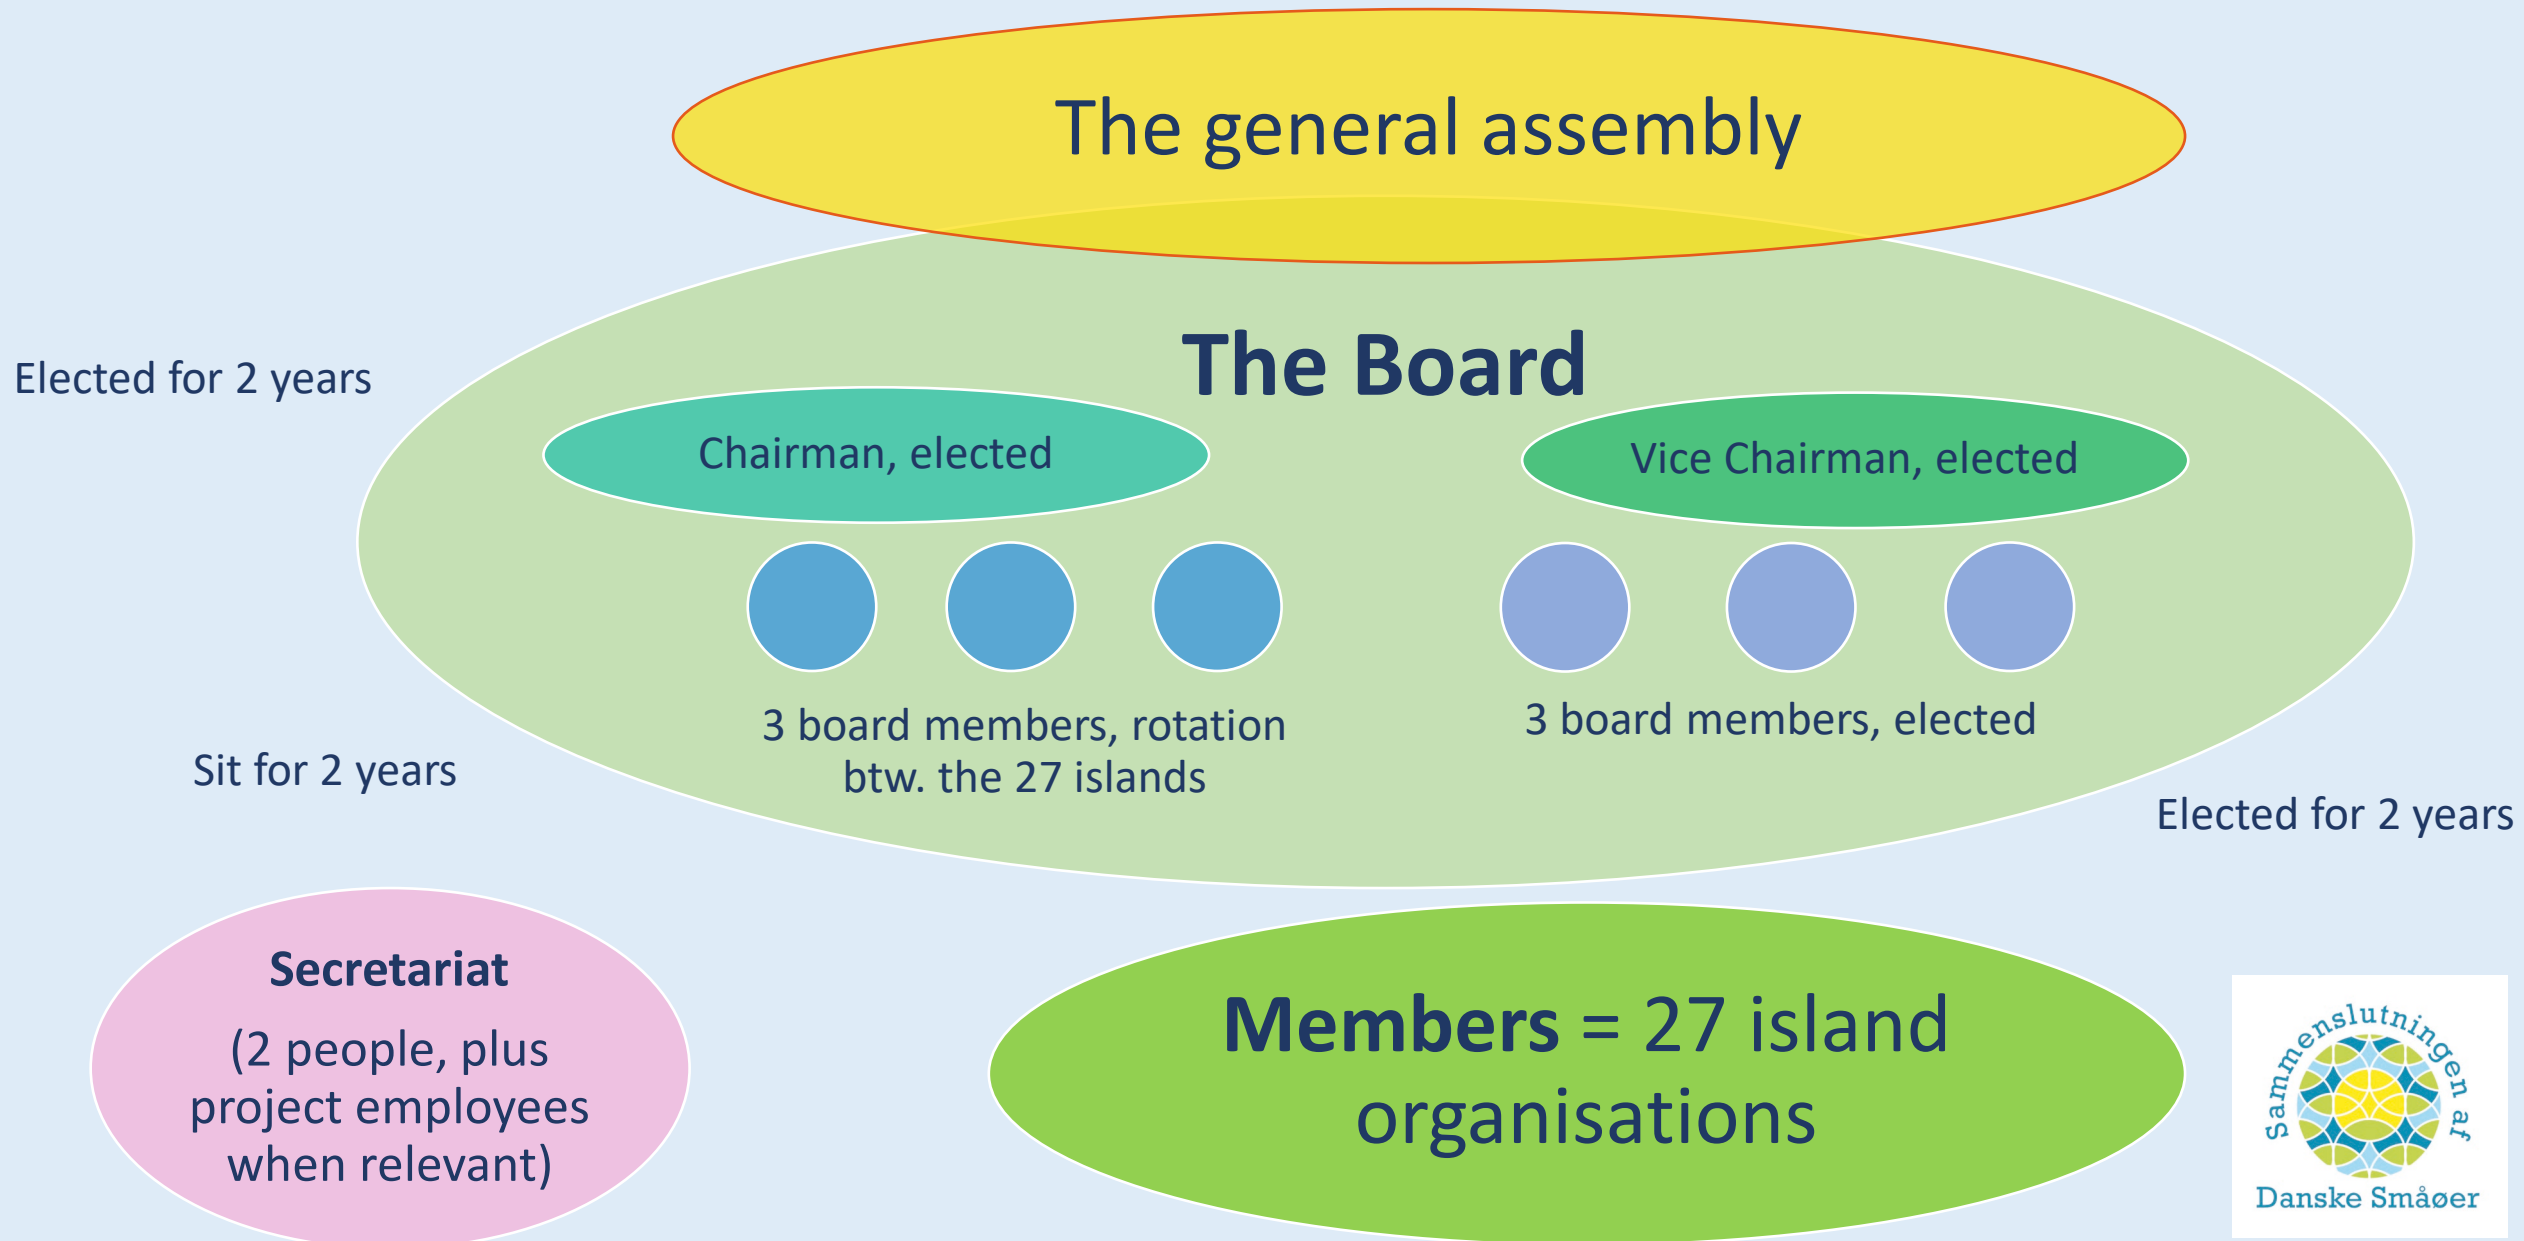 The general assembly
The Board
Elected for 2 years
Chairman, elected
Vice Chairman, elected
3 board members, rotation
btw. the 27 islands
3 board members, elected
Sit for 2 years
Elected for 2 years
Secretariat
(2 people, plus
project employees
when relevant)
Members = 27 island
organisations
Sammenslutningen af
Danske Småøer